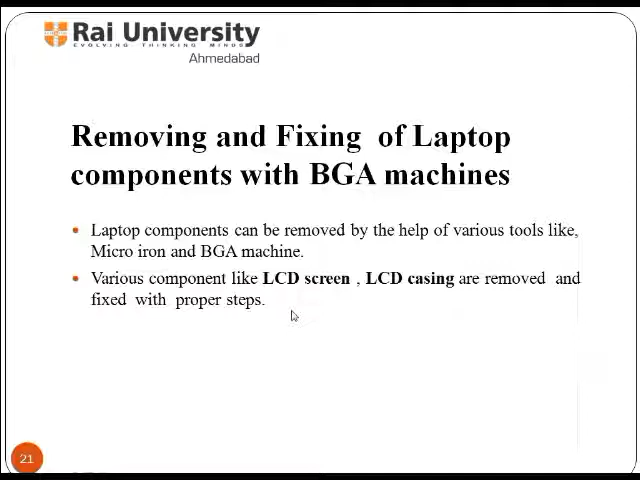 Rai University
EVOLVING THINKING MINDS
Ahmedabad
Removing and Fixing of Laptop
components with BGA machines
Laptop components can be removed by the help of various tools like,
Micro iron and BGA machine.
Various component like LCD screen , LCD casing are removed and
fixed with proper steps.
21